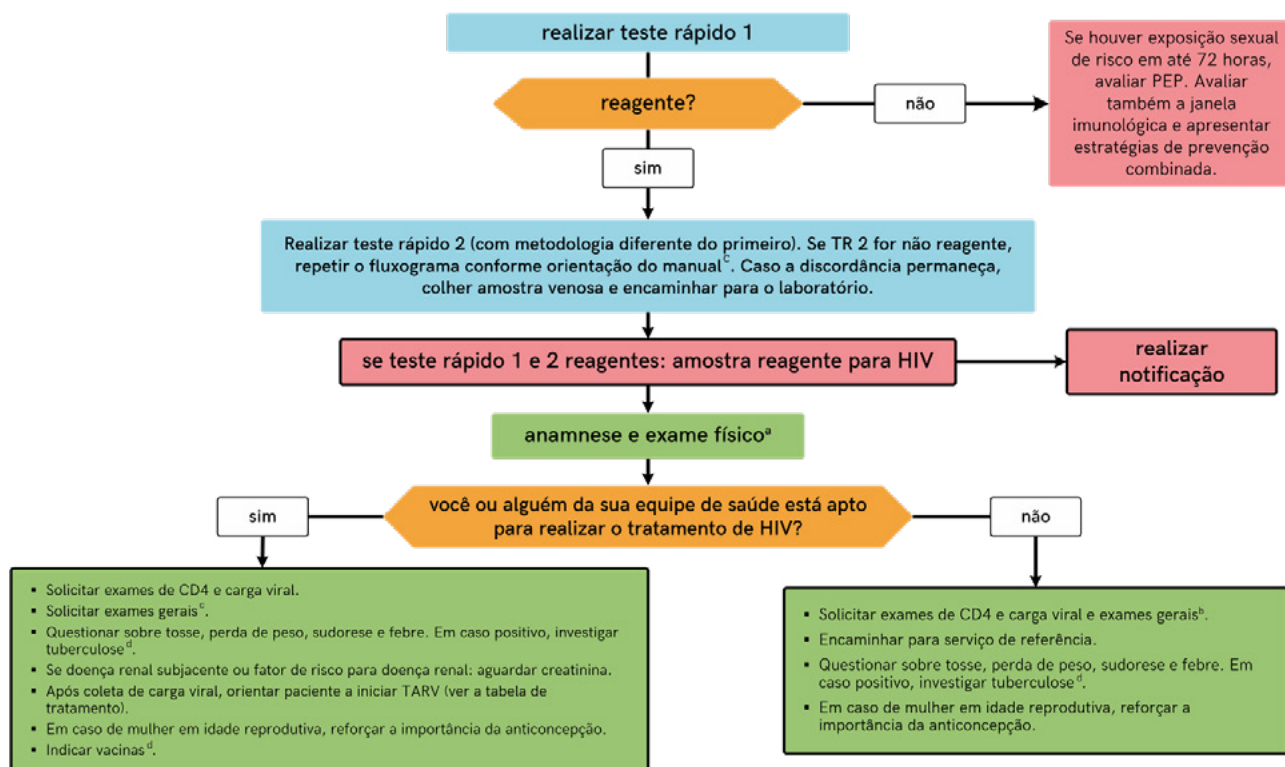 realizar teste rápido 1
reagente?
não
Se houver exposição sexual
de risco em até 72 horas,
avaliar PEP. Avaliar
também a janela
imunológica e apresentar
estratégias de prevenção
combinada.
sim
Realizar teste rápido 2 (com metodologia diferente do primeiro). Se TR 2 for não reagente,
repetir o fluxograma conforme orientação do manualᶜ. Caso a discordância permaneça,
colher amostra venosa e encaminhar para o laboratório.
se teste rápido 1 e 2 reagentes: amostra reagente para HIV
realizar
notificação
anamnese e exame físicoᵃ
você ou alguém da sua equipe de saúde está apto
para realizar o tratamento de HIV?
sim
▪ Solicitar exames de CD4 e carga viral.
▪ Solicitar exames geraisᶜ.
▪ Questionar sobre tosse, perda de peso, sudorese e febre. Em caso positivo, investigar
tuberculoseᵈ.
▪ Se doença renal subjacente ou fator de risco para doença renal: aguardar creatinina.
▪ Após coleta de carga viral, orientar paciente a iniciar TARV (ver a tabela de
tratamento).
▪ Em caso de mulher em idade reprodutiva, reforçar a importância da anticoncepção.
▪ Indicar vacinasᵈ.
não
▪ Solicitar exames de CD4 e carga viral e exames geraisᵇ.
▪ Encaminhar para serviço de referência.
▪ Questionar sobre tosse, perda de peso, sudorese e febre. Em
caso positivo, investigar tuberculoseᵈ.
▪ Em caso de mulher em idade reprodutiva, reforçar a
importância da anticoncepção.